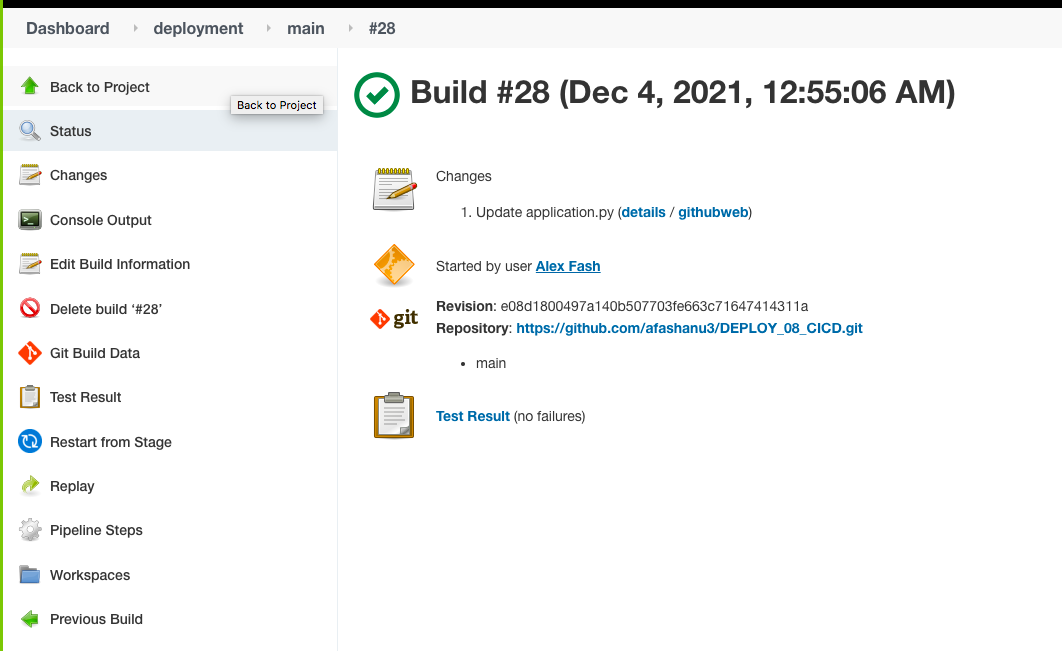 Dashboard deployment main #28
Back to Project
Back to Project
Status
Changes
Console Output
Edit Build Information
Delete build ‘#28’
Git Build Data
Test Result
Restart from Stage
Replay
Pipeline Steps
Workspaces
Previous Build
Build #28 (Dec 4, 2021, 12:55:06 AM)
Changes
1. Update application.py (details / githubweb)
Started by user Alex Fash
git
Revision: e08d1800497a140b507703fe663c71647414311a
Repository: https://github.com/afashanu3/DEPLOY_08_CICD.git
• main
Test Result (no failures)